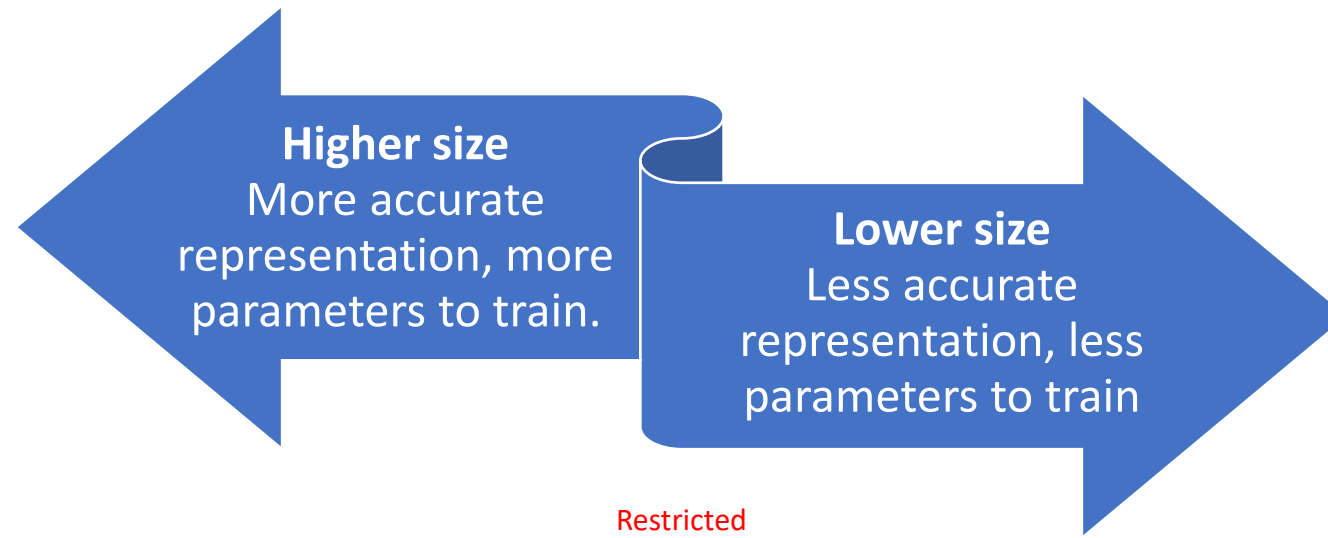 Higher size
More accurate
representation, more
parameters to train.
Lower size
Less accurate
representation, less
parameters to train
Restricted